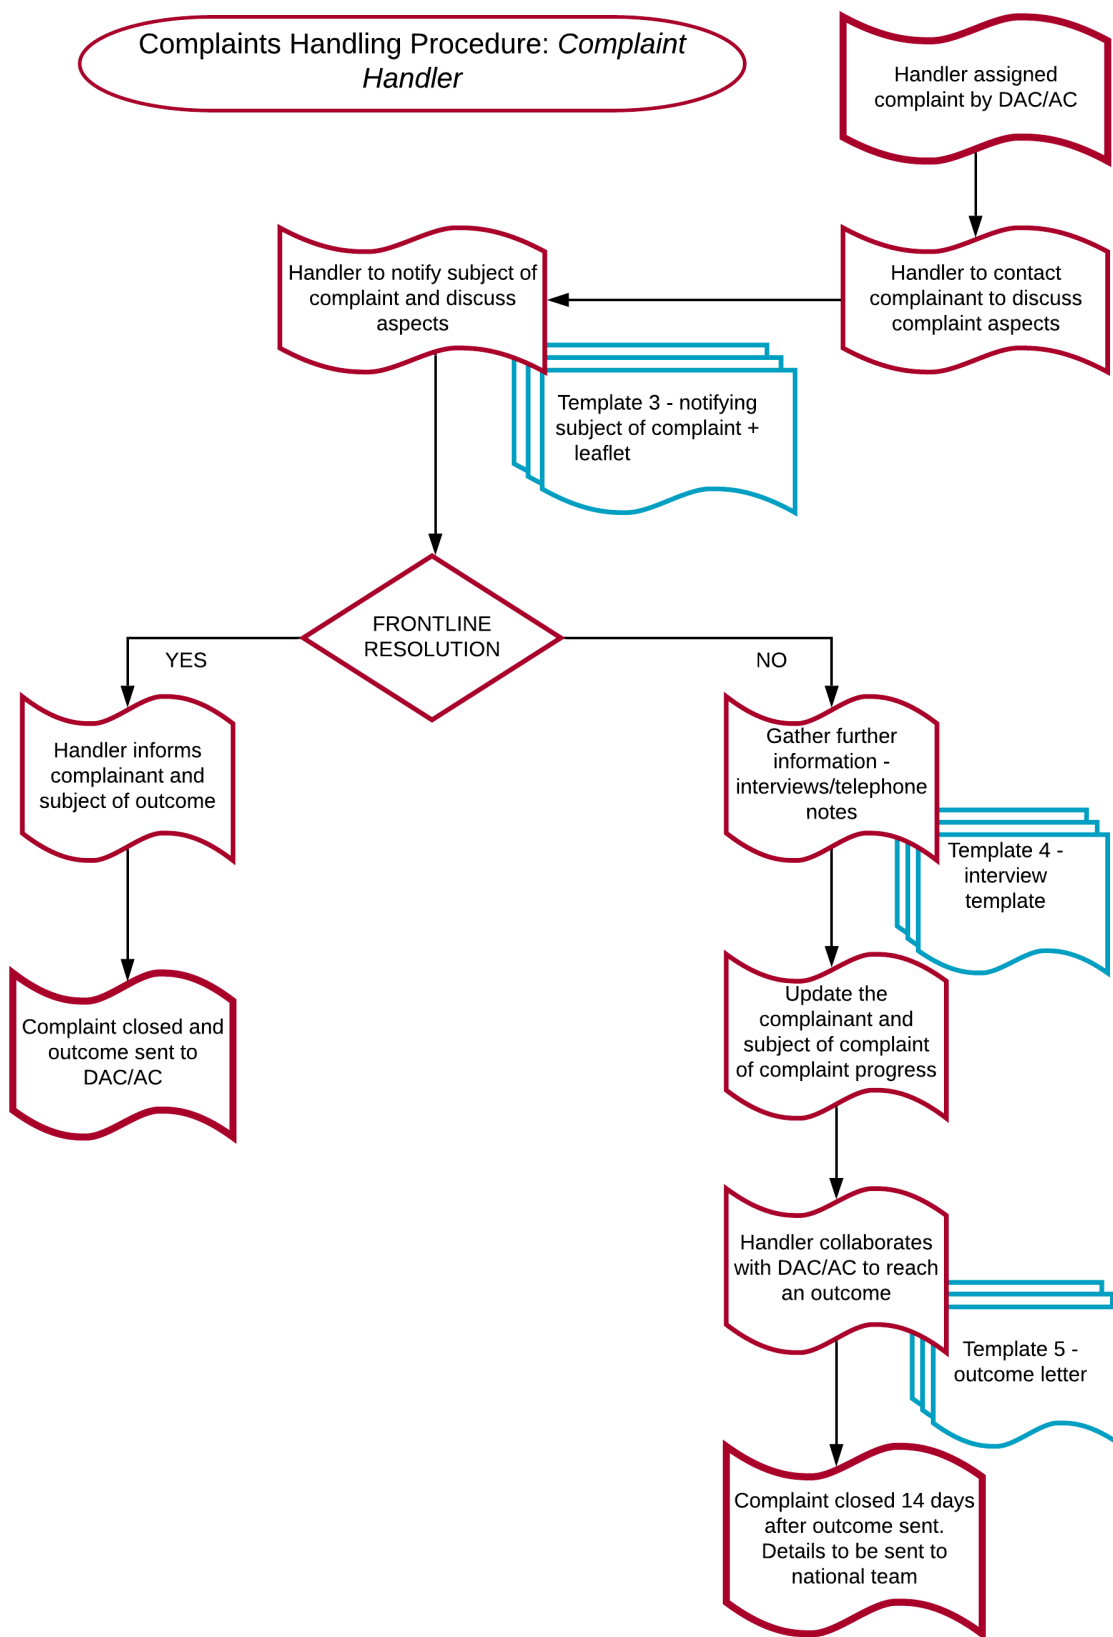 Complaints Handling Procedure: Complaint
Handler
Handler assigned
complaint by DAC/AC
Handler to contact
complainant to discuss
complaint aspects
Handler to notify subject of
complaint and discuss
aspects
Template 3 - notifying
subject of complaint +
leaflet
FRONTLINE
RESOLUTION
YES
NO
Handler informs
complainant and
subject of outcome
Complaint closed and
outcome sent to
DAC/AC
Gather further
information -
interviews/telephone
notes
Template 4 -
interview
template
Update the
complainant and
subject of complaint
of complaint progress
Handler collaborates
with DAC/AC to reach
an outcome
Template 5 -
outcome letter
Complaint closed 14 days
after outcome sent.
Details to be sent to
national team